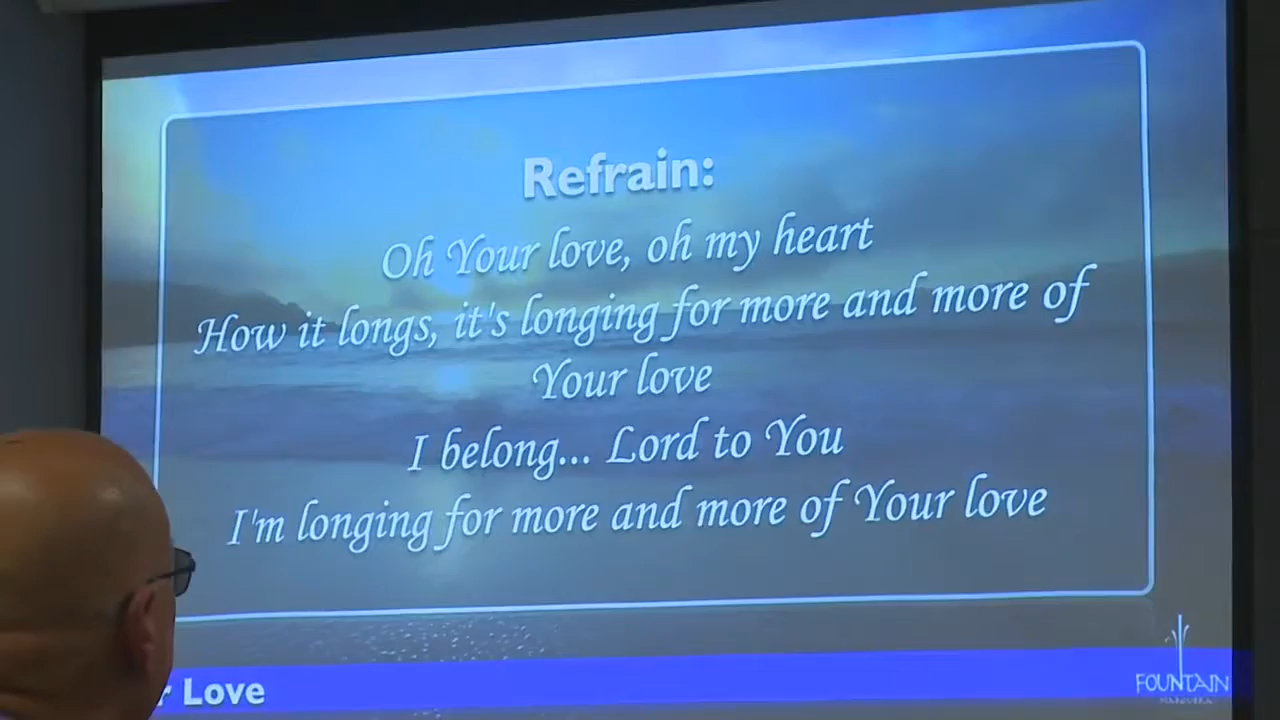 Refrain:
Oh Your love, oh my heart
How it longs, it's longing for more and more of
Your love
I belong... Lord to You
I'm longing for more and more of Your love
Love
FOUNTAIN